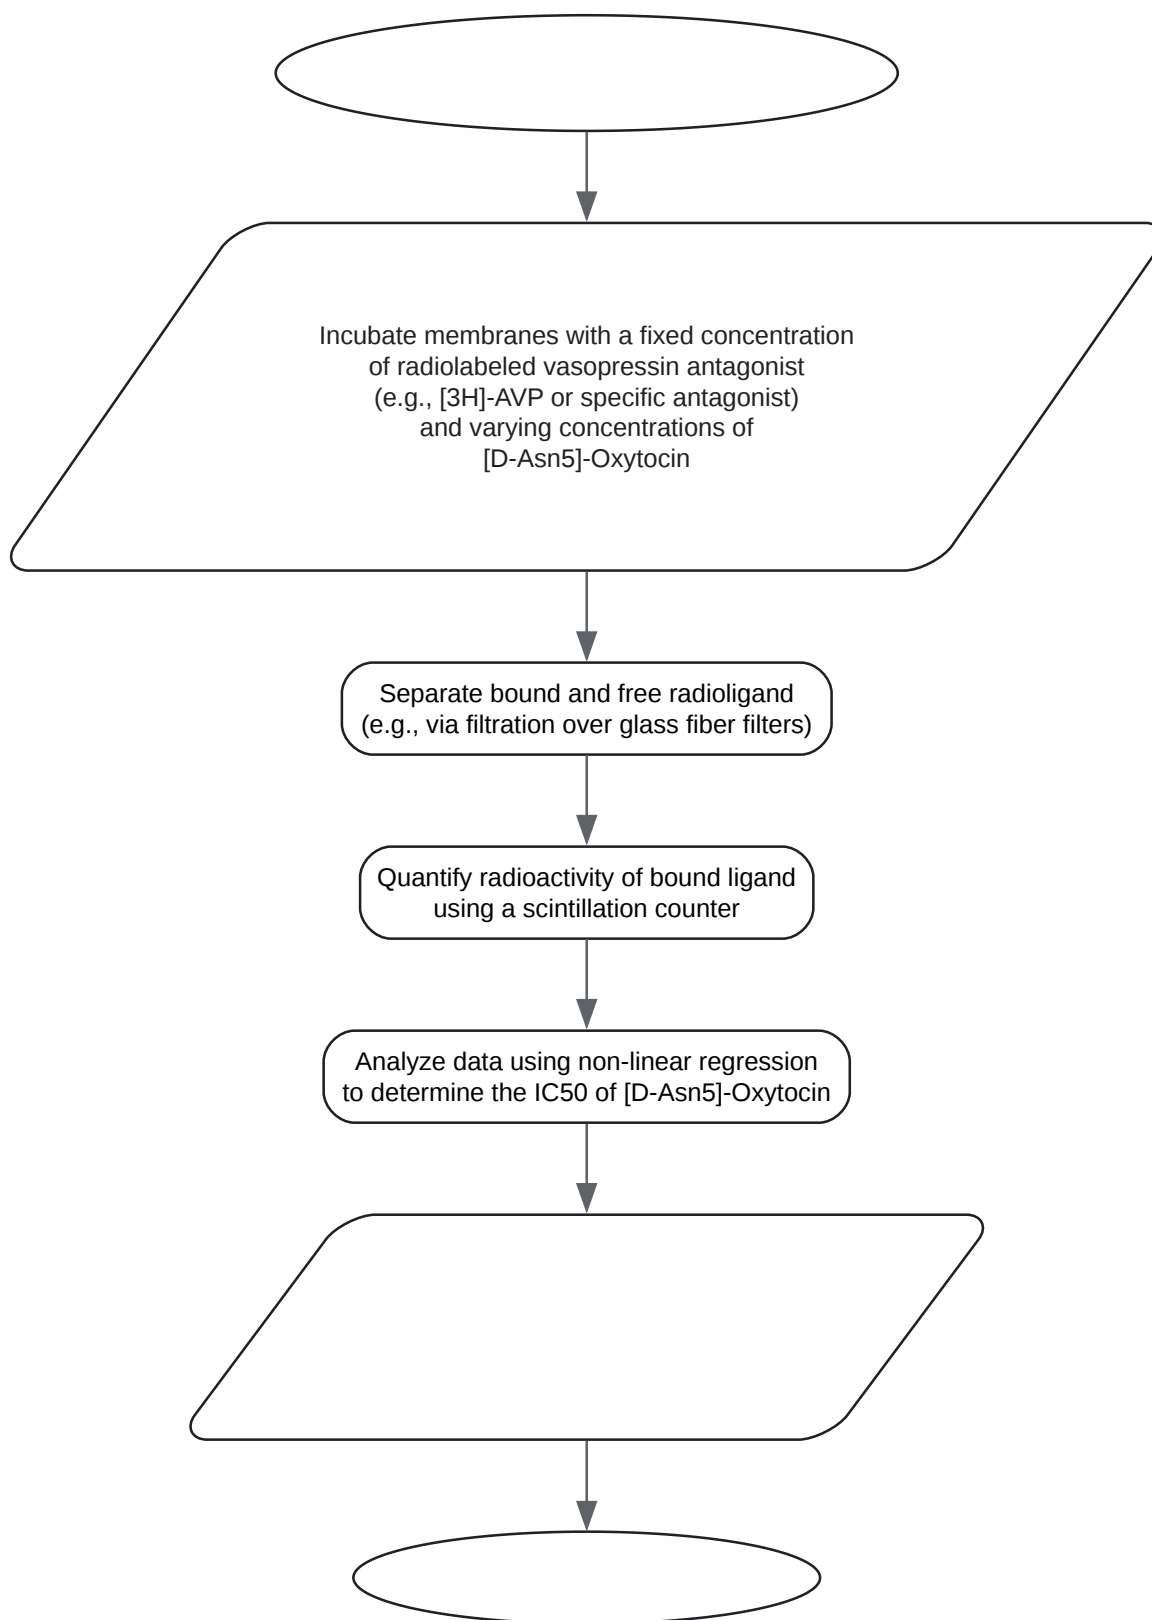 Incubate membranes with a fixed concentration
of radiolabeled vasopressin antagonist
(e.g., [3H]-AVP or specific antagonist)
and varying concentrations of
[D-Asn5]-Oxytocin
Separate bound and free radioligand
(e.g., via filtration over glass fiber filters)
Quantify radioactivity of bound ligand
using a scintillation counter
Analyze data using non-linear regression
to determine the IC50 of [D-Asn5]-Oxytocin